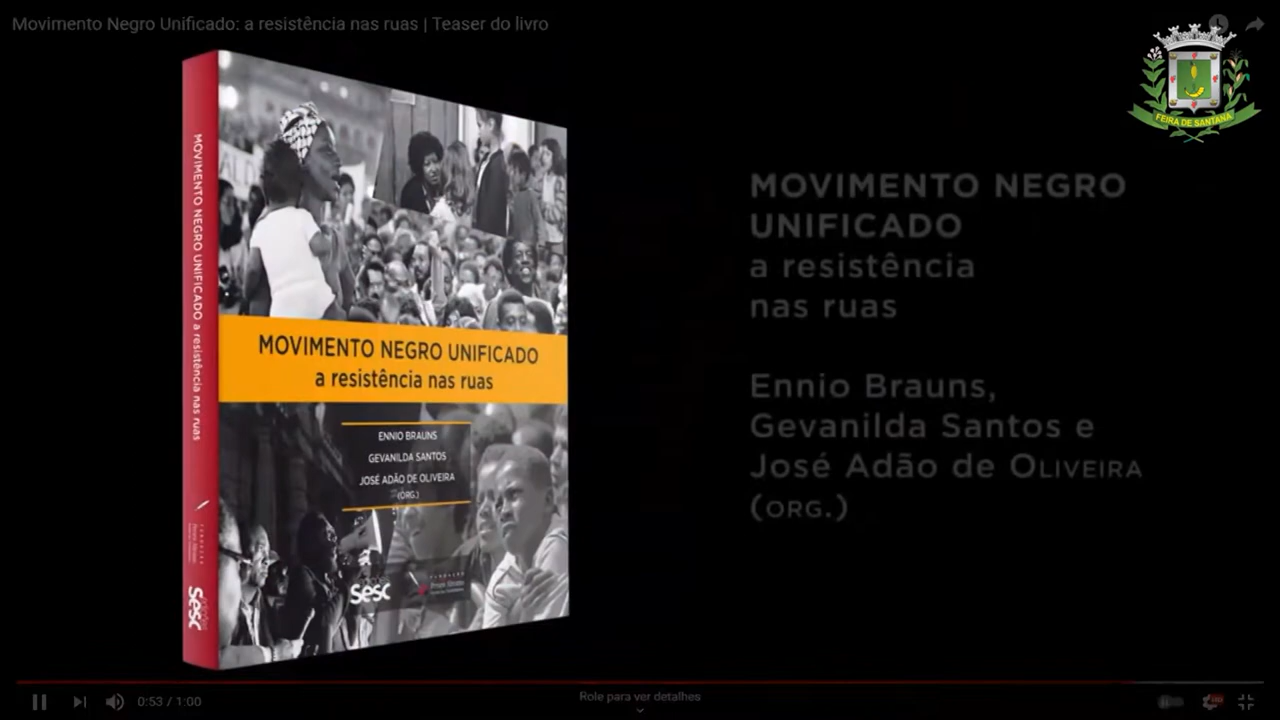 Movimento Negro Unificado: a resistência nas ruas | Teaser do livro
FEIRA DE SANTANA
MOVIMENTO NEGRO UNIFICADO a resistência nas ruas
Sesc
MOVIMENTO NEGRO UNIFICADO
a resistência nas ruas
ENNIO BRAUNS
GEVANILDA SANTOS
JOSÉ ADÃO DE OLIVEIRA
(ORG.)
Sesc
FUNDAÇÃO
Perseu Abramo
MOVIMENTO NEGRO
UNIFICADO
a resistência
nas ruas
Ennio Brauns,
Gevanilda Santos e
José Adão de OLIVEIRA
(ORG.)
0:53 / 1:00
Role para ver detalhes